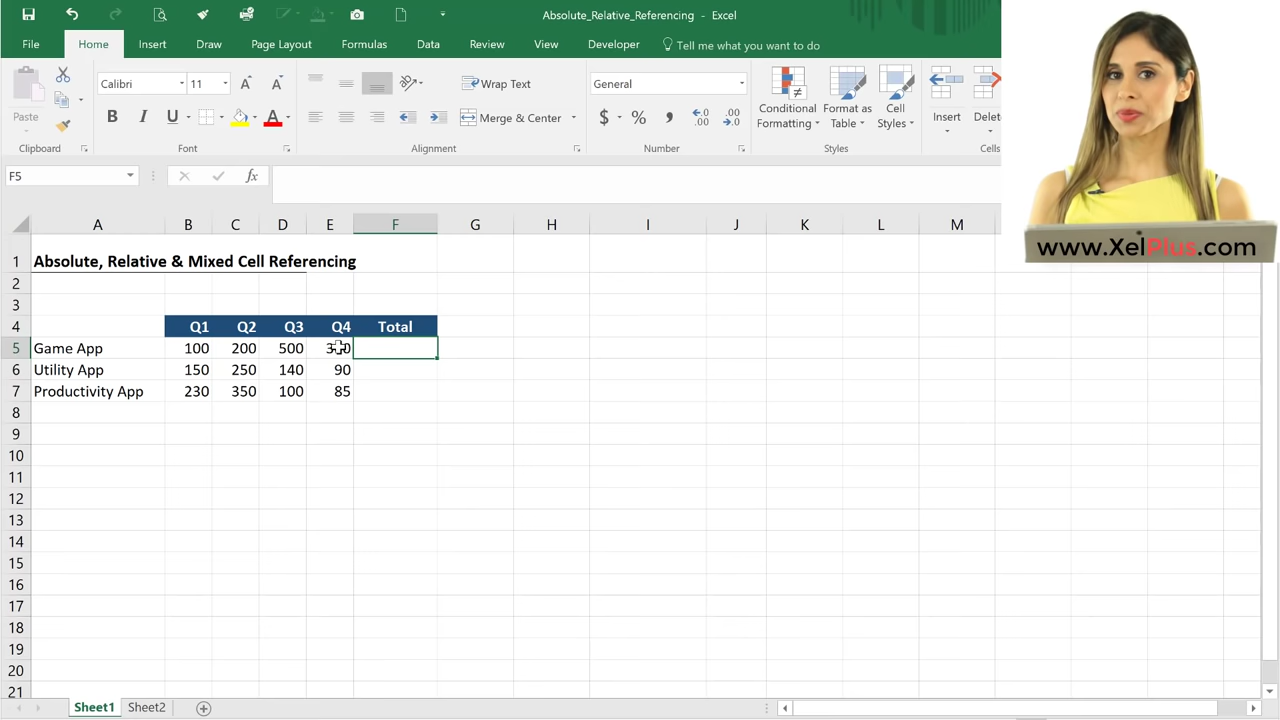 Absolute_Relative_Referencing - Excel
File Home Insert Draw Page Layout Formulas Data Review View Developer Tell me what you want to do
Calibri 11 Wrap Text General
Paste B I U A Merge & Center $ % Conditional Formatting Format as Table Cell Styles Insert
Clipboard Font Alignment Number Styles Cells
F5 fx
www.XelPlus.com
A B C D E F G H I J K L M
1 Absolute, Relative & Mixed Cell Referencing
2
3
4 Q1 Q2 Q3 Q4 Total
5 Game App 100 200 500
6 Utility App 150 250 140 90
7 Productivity App 230 350 100 85
8
9
10
11
12
13
14
15
16
17
18
19
20
21
Sheet1 Sheet2